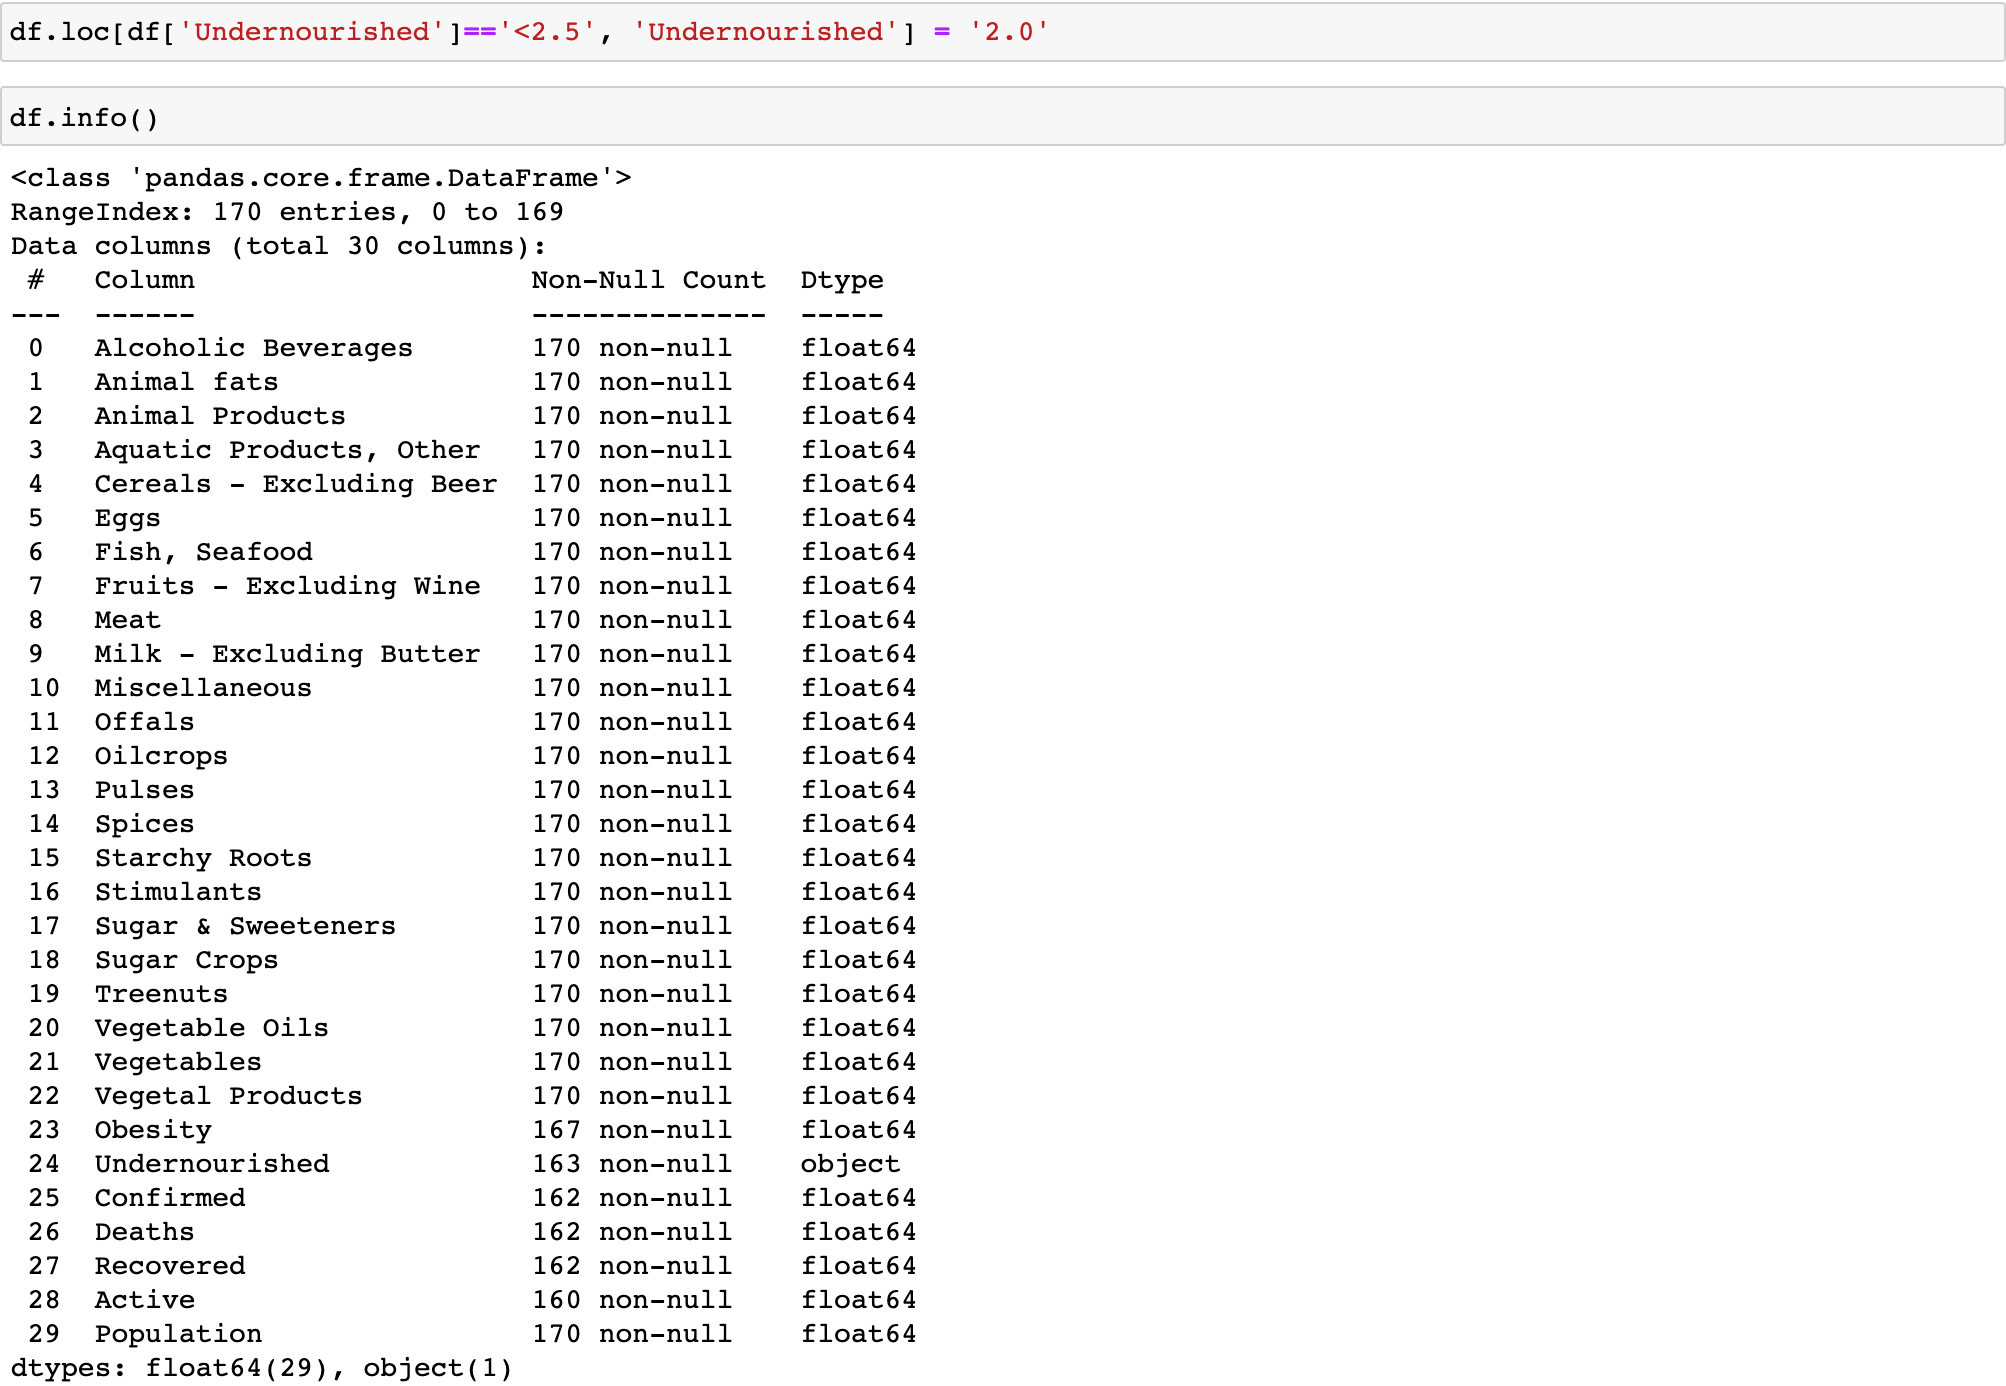 df.loc[df['Undernourished']=='<2.5', 'Undernourished'] = '2.0'
df.info()
<class 'pandas.core.frame.DataFrame'>
RangeIndex: 170 entries, 0 to 169
Data columns (total 30 columns):
 #   Column                    Non-Null Count  Dtype
---  ------                    --------------  -----
 0   Alcoholic Beverages       170 non-null    float64
 1   Animal fats               170 non-null    float64
 2   Animal Products           170 non-null    float64
 3   Aquatic Products, Other   170 non-null    float64
 4   Cereals - Excluding Beer  170 non-null    float64
 5   Eggs                      170 non-null    float64
 6   Fish, Seafood             170 non-null    float64
 7   Fruits - Excluding Wine   170 non-null    float64
 8   Meat                      170 non-null    float64
 9   Milk - Excluding Butter   170 non-null    float64
 10  Miscellaneous             170 non-null    float64
 11  Offals                    170 non-null    float64
 12  Oilcrops                  170 non-null    float64
 13  Pulses                    170 non-null    float64
 14  Spices                    170 non-null    float64
 15  Starchy Roots             170 non-null    float64
 16  Stimulants                170 non-null    float64
 17  Sugar & Sweeteners        170 non-null    float64
 18  Sugar Crops               170 non-null    float64
 19  Treenuts                  170 non-null    float64
 20  Vegetable Oils            170 non-null    float64
 21  Vegetables                170 non-null    float64
 22  Vegetal Products          170 non-null    float64
 23  Obesity                   167 non-null    float64
 24  Undernourished            163 non-null    object
 25  Confirmed                 162 non-null    float64
 26  Deaths                    162 non-null    float64
 27  Recovered                 162 non-null    float64
 28  Active                    160 non-null    float64
 29  Population                170 non-null    float64
dtypes: float64(29), object(1)